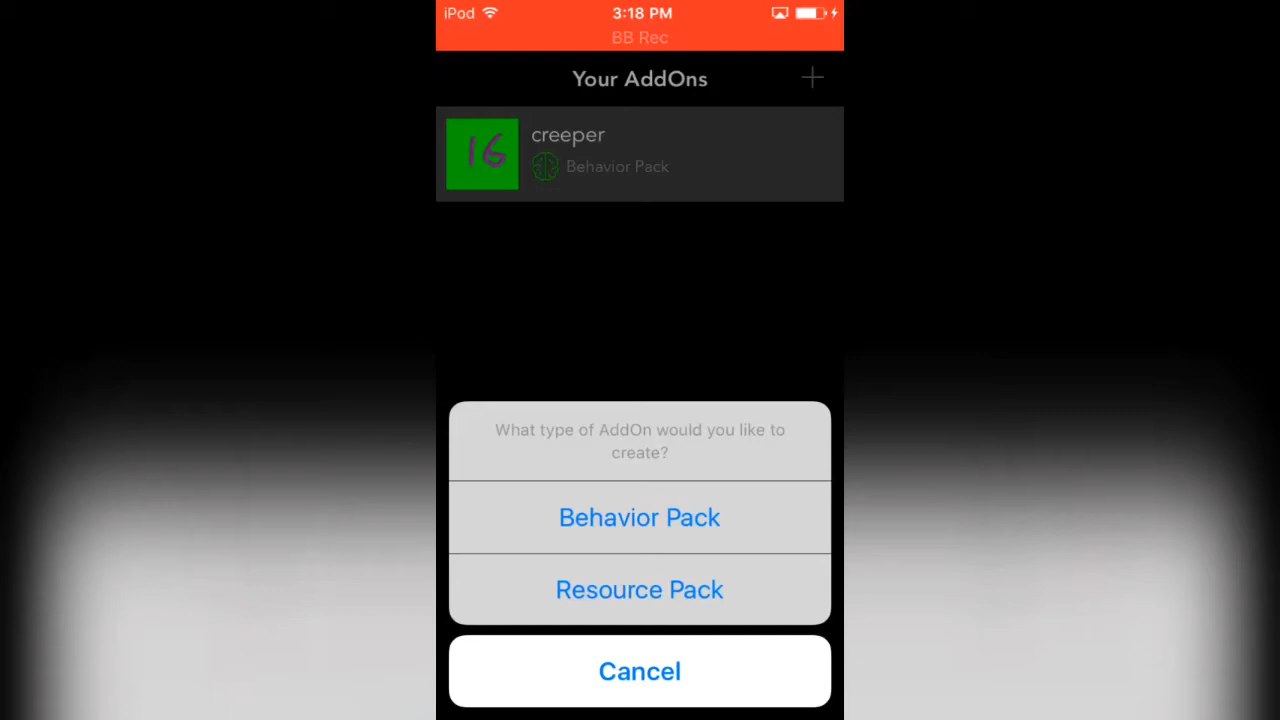 iPod 3:18 PM
BB Rec
Your AddOns
16
creeper
Behavior Pack
What type of AddOn would you like to
create?
Behavior Pack
Resource Pack
Cancel